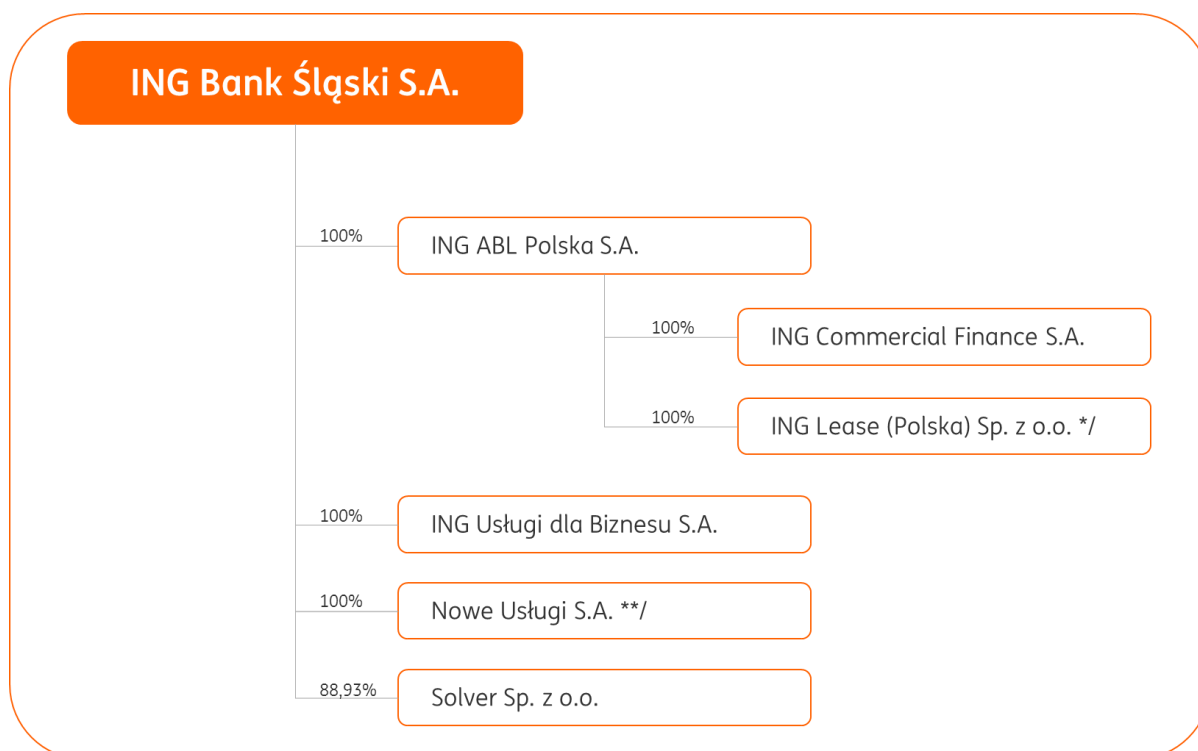 ING Bank Śląski S.A.
100%
ING ABL Polska S.A.
100%
ING Commercial Finance S.A.
100%
ING Lease (Polska) Sp. z o.o. */
100%
ING Usługi dla Biznesu S.A.
100%
Nowe Usługi S.A. **/
88,93%
Solver Sp. z o.o.